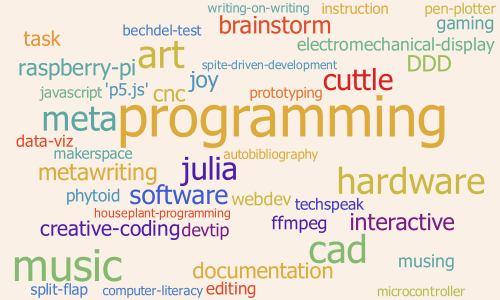 writing-on-writing instruction pen-plotter
task bechdel-test brainstorm gaming
art electromechanical-display
raspberry-pi joy spite-driven-development DDD
javascript 'p5.js' cnc prototyping cuttle
meta programming
data-viz
makerspace autobibliography
metawriting julia hardware
phytoid software webdev techspeak
houseplant-programming
creative-coding devtip ffmpeg interactive
music documentation cad musing
split-flap computer-literacy editing microcontroller